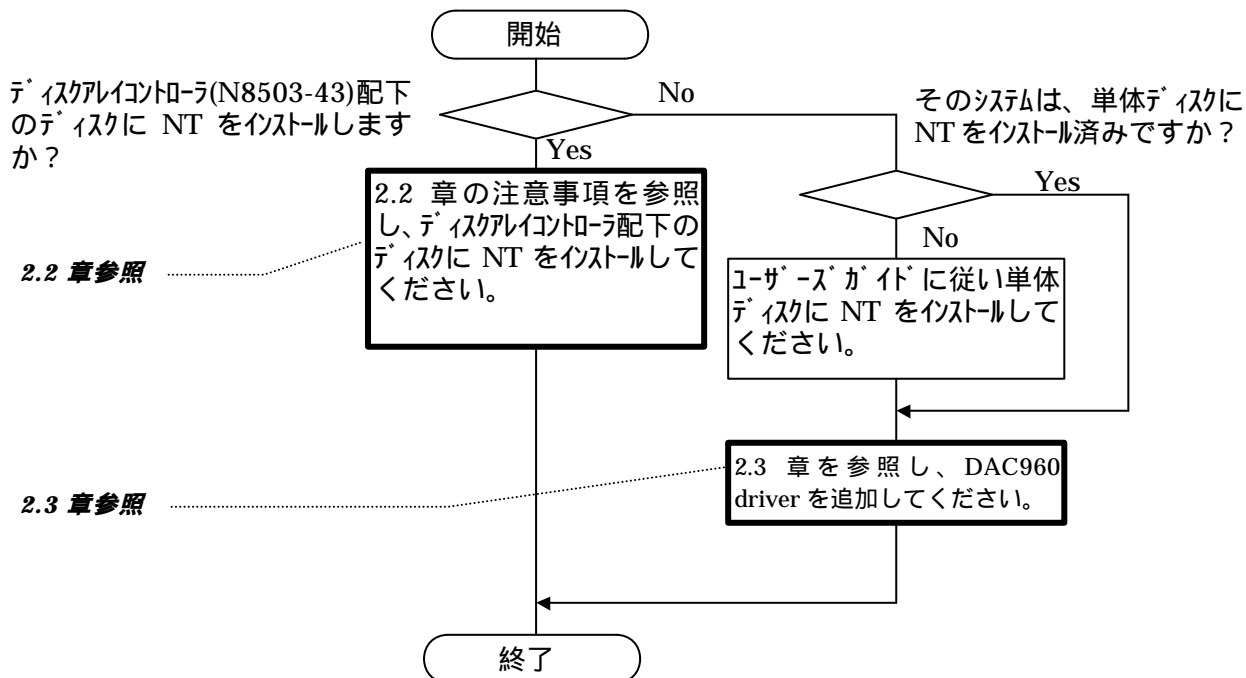 開始
ディスクアレイコントローラ(N8503-43)配下
のディスクに NT をインストールします
か？
No
そのシステムは、単体ディスクに
NT をインストール済みですか？
Yes
2.2 章の注意事項を参照
し、ディスクアレイコントローラ配下の
ディスクに NT をインストールして
ください。
Yes
No
2.2 章参照
ユーザーズガイドに従い単体
ディスクに NT をインストールして
ください。
2.3 章を参照し、DAC960
driver を追加してください。
2.3 章参照
終了